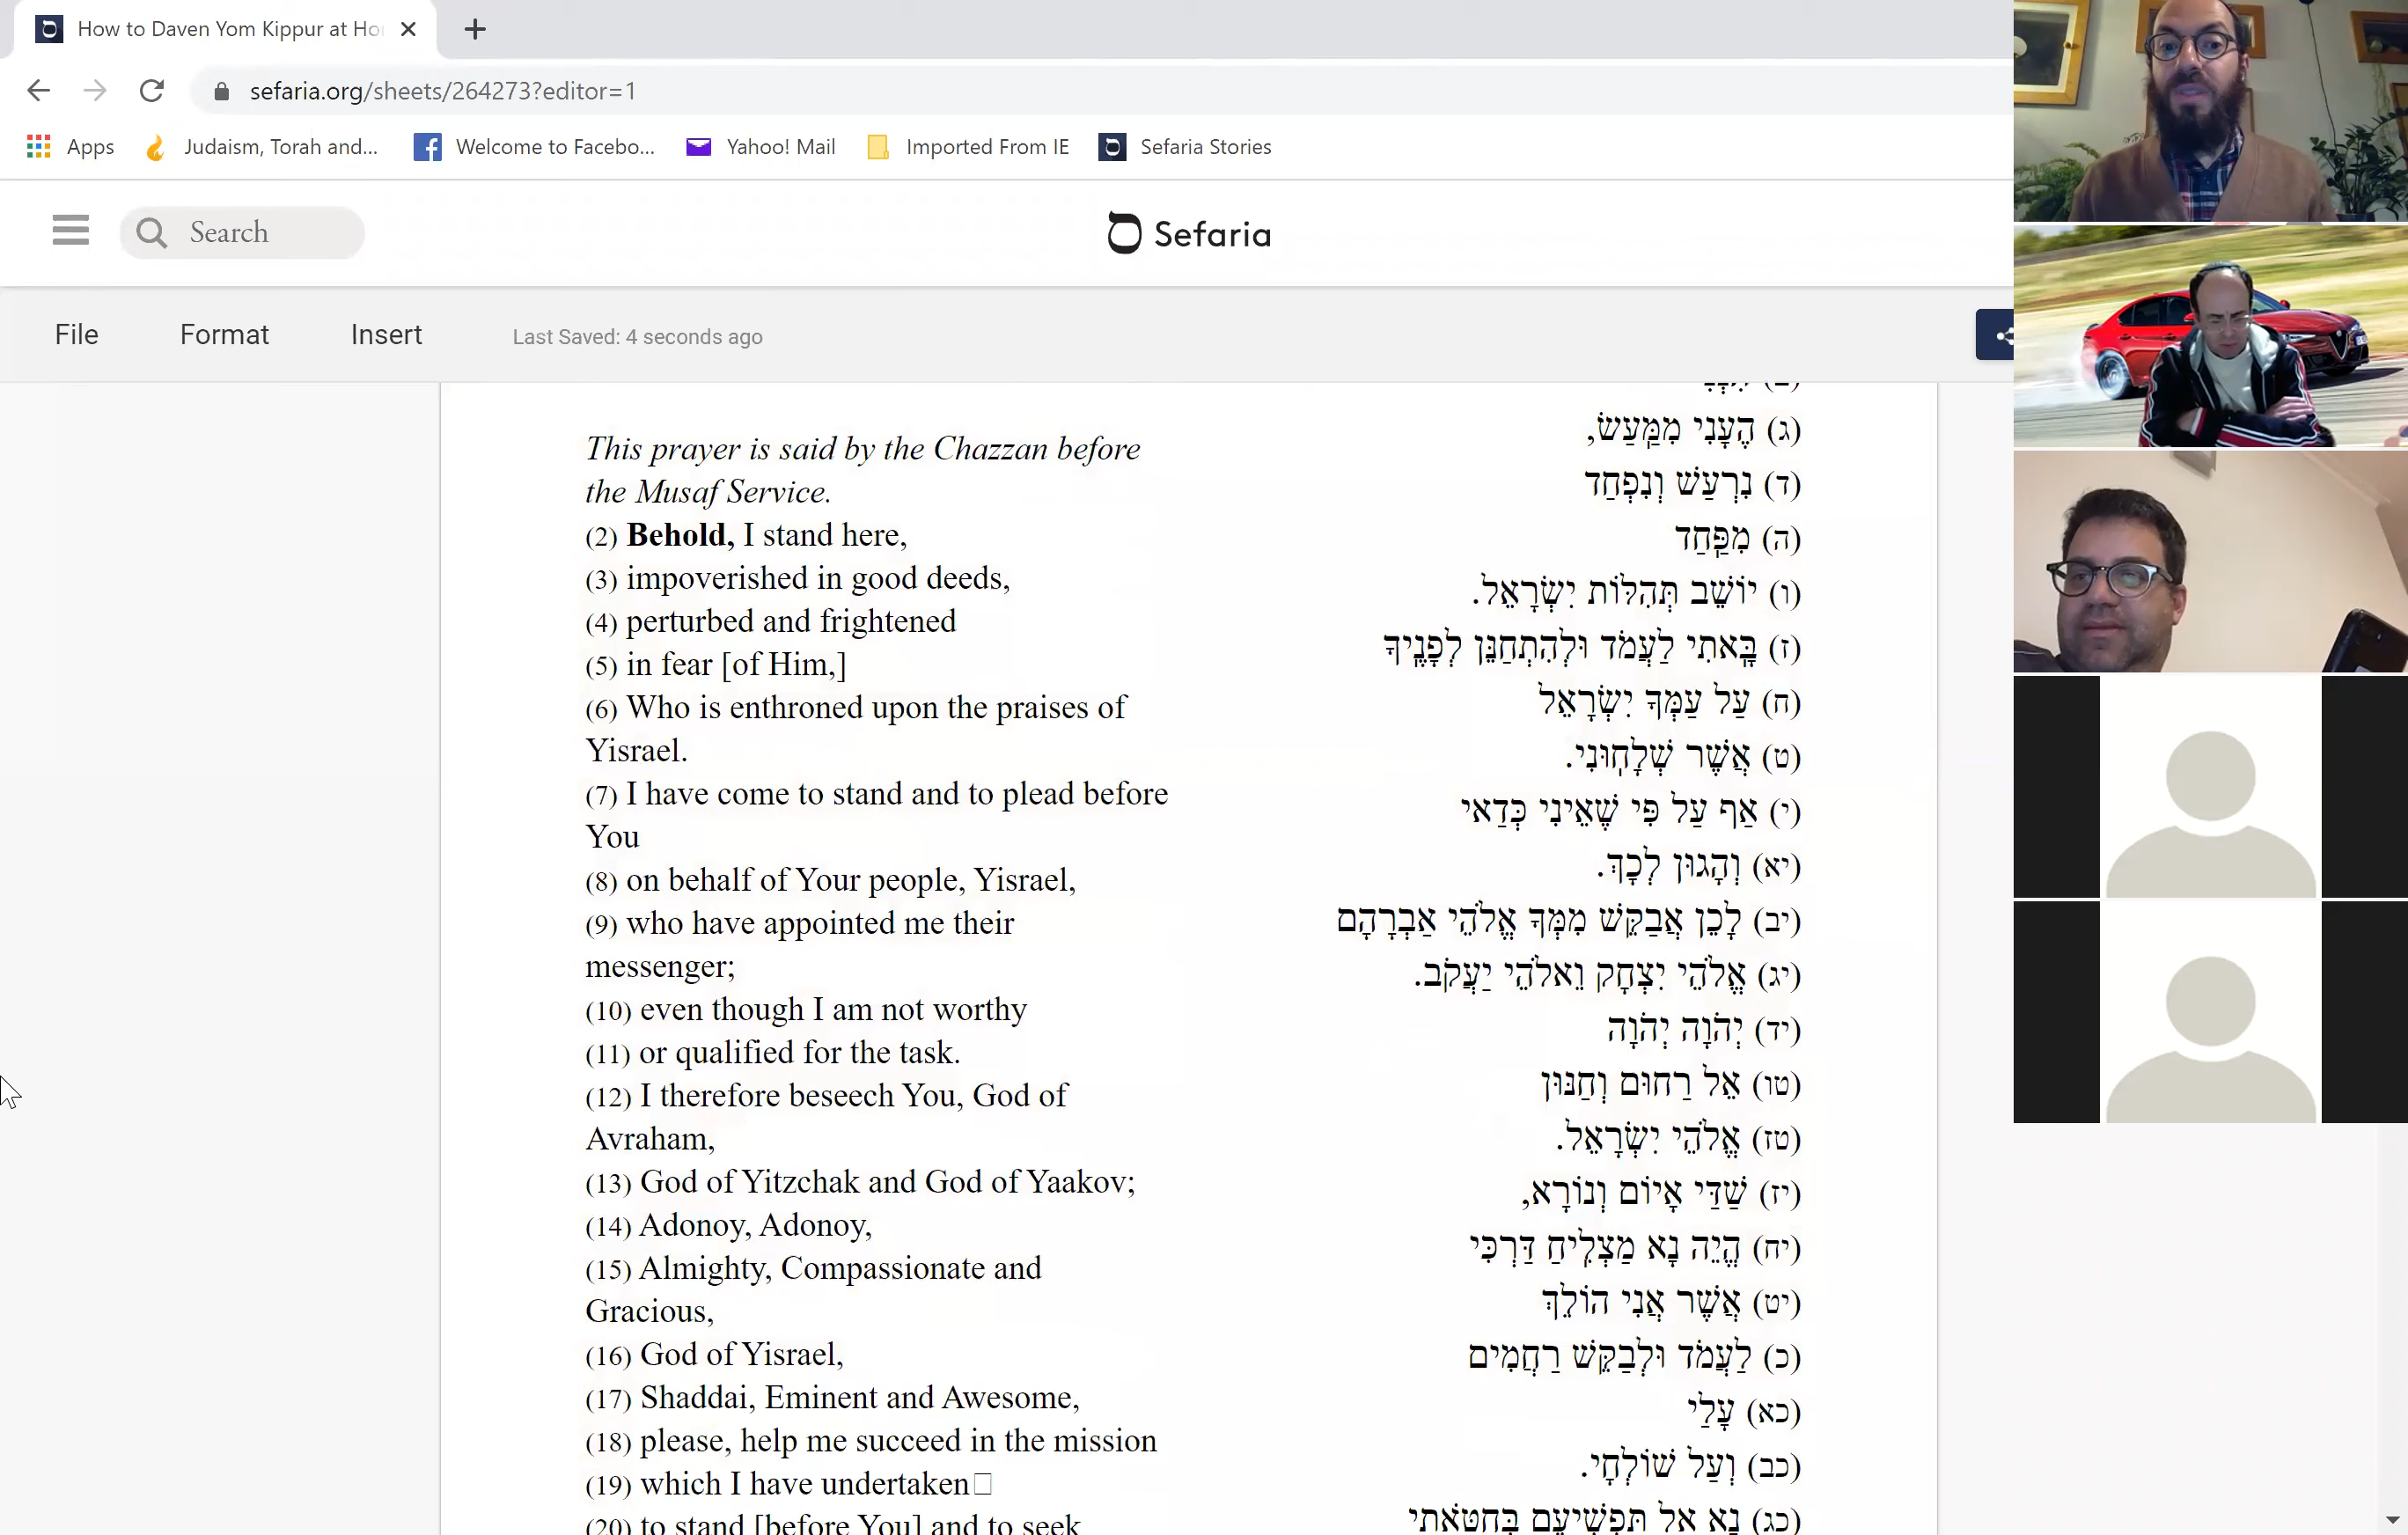 How to Daven Yom Kippur at Ho
sefaria.org/sheets/264273?editor=1
Apps
Judaism, Torah and...
Welcome to Facebo...
Yahoo! Mail
Imported From IE
Sefaria Stories
Search
Sefaria
File
Format
Insert
Last Saved: 4 seconds ago
This prayer is said by the Chazzan before
the Musaf Service.
(2) Behold, I stand here,
(3) impoverished in good deeds,
(4) perturbed and frightened
(5) in fear [of Him,]
(6) Who is enthroned upon the praises of
Yisrael.
(7) I have come to stand and to plead before
You
(8) on behalf of Your people, Yisrael,
(9) who have appointed me their
messenger;
(10) even though I am not worthy
(11) or qualified for the task.
(12) I therefore beseech You, God of
Avraham,
(13) God of Yitzchak and God of Yaakov;
(14) Adonoy, Adonoy,
(15) Almighty, Compassionate and
Gracious,
(16) God of Yisrael,
(17) Shaddai, Eminent and Awesome,
(18) please, help me succeed in the mission
(19) which I have undertaken
(20) to stand [before You] and to seek
(ג) הֶעָנִי מִמַּֽעַשׂ,
(ד) נִרְעַשׁ וְנִפְחַד
(ה) מִפַּֽחַד
(ו) יוֹשֵׁב תְּהִלּוֹת יִשְׂרָאֵל.
(ז) בָּֽאתִי לַעֲמֹד וּלְהִתְחַנֵּן לְפָנֶֽיךָ
(ח) עַל עַמְּךָ יִשְׂרָאֵל
(ט) אֲשֶׁר שְׁלָחֽוּנִי.
(י) אַף עַל פִּי שֶׁאֵינִי כְּדַאי
(יא) וְהָגוּן לְכָךְ.
(יב) לָכֵן אֲבַקֵּשׁ מִמְּךָ אֱלֹהֵי אַבְרָהָם
(יג) אֱלֹהֵי יִצְחָק וֵאלֹהֵי יַעֲקֹב.
(יד) יְהֹוָה יְהֹוָה
(טו) אֵל רַחוּם וְחַנּוּן
(טז) אֱלֹהֵי יִשְׂרָאֵל.
(יז) שַׁדַּי אָיוֹם וְנוֹרָא,
(יח) הֱיֵה נָא מַצְלִֽיחַ דַּרְכִּי
(יט) אֲשֶׁר אֲנִי הוֹלֵךְ
(כ) לַעֲמֹד וּלְבַקֵּשׁ רַחֲמִים
(כא) עָלַי
(כב) וְעַל שׁוֹלְחָי.
(כג) נָא אַל תַּפְשִׁיעֵם בְּחַטֹּאתִי